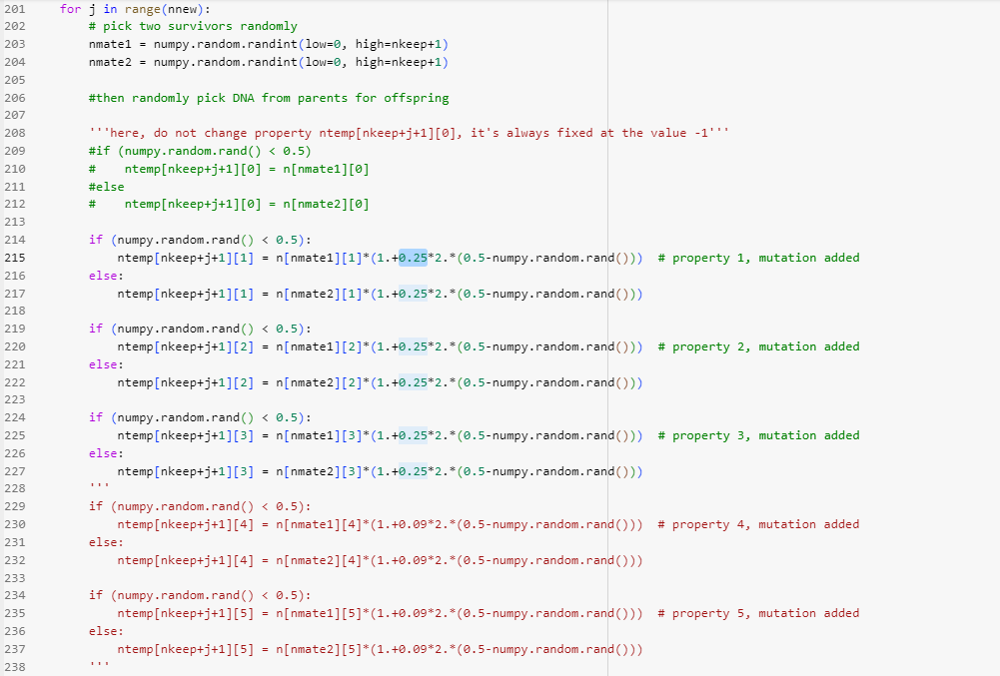 201 for j in range(nnew):
202 # pick two survivors randomly
203 nmate1 = numpy.random.randint(low=0, high=nkeep+1)
204 nmate2 = numpy.random.randint(low=0, high=nkeep+1)
205
206 #then randomly pick DNA from parents for offspring
207
208 '''here, do not change property ntemp[nkeep+j+1][0], it's always fixed at the value -1'''
209 #if (numpy.random.rand() < 0.5)
210 #    ntemp[nkeep+j+1][0] = n[nmate1][0]
211 #else
212 #    ntemp[nkeep+j+1][0] = n[nmate2][0]
213
214 if (numpy.random.rand() < 0.5):
215 ntemp[nkeep+j+1][1] = n[nmate1][1]*(1.+0.25*2.*(0.5-numpy.random.rand()))  # property 1, mutation added
216 else:
217 ntemp[nkeep+j+1][1] = n[nmate2][1]*(1.+0.25*2.*(0.5-numpy.random.rand()))
218
219 if (numpy.random.rand() < 0.5):
220 ntemp[nkeep+j+1][2] = n[nmate1][2]*(1.+0.25*2.*(0.5-numpy.random.rand()))  # property 2, mutation added
221 else:
222 ntemp[nkeep+j+1][2] = n[nmate2][2]*(1.+0.25*2.*(0.5-numpy.random.rand()))
223
224 if (numpy.random.rand() < 0.5):
225 ntemp[nkeep+j+1][3] = n[nmate1][3]*(1.+0.25*2.*(0.5-numpy.random.rand()))  # property 3, mutation added
226 else:
227 ntemp[nkeep+j+1][3] = n[nmate2][3]*(1.+0.25*2.*(0.5-numpy.random.rand()))
228 '''
229 if (numpy.random.rand() < 0.5):
230 ntemp[nkeep+j+1][4] = n[nmate1][4]*(1.+0.09*2.*(0.5-numpy.random.rand()))  # property 4, mutation added
231 else:
232 ntemp[nkeep+j+1][4] = n[nmate2][4]*(1.+0.09*2.*(0.5-numpy.random.rand()))
233
234 if (numpy.random.rand() < 0.5):
235 ntemp[nkeep+j+1][5] = n[nmate1][5]*(1.+0.09*2.*(0.5-numpy.random.rand()))  # property 5, mutation added
236 else:
237 ntemp[nkeep+j+1][5] = n[nmate2][5]*(1.+0.09*2.*(0.5-numpy.random.rand()))
238 '''